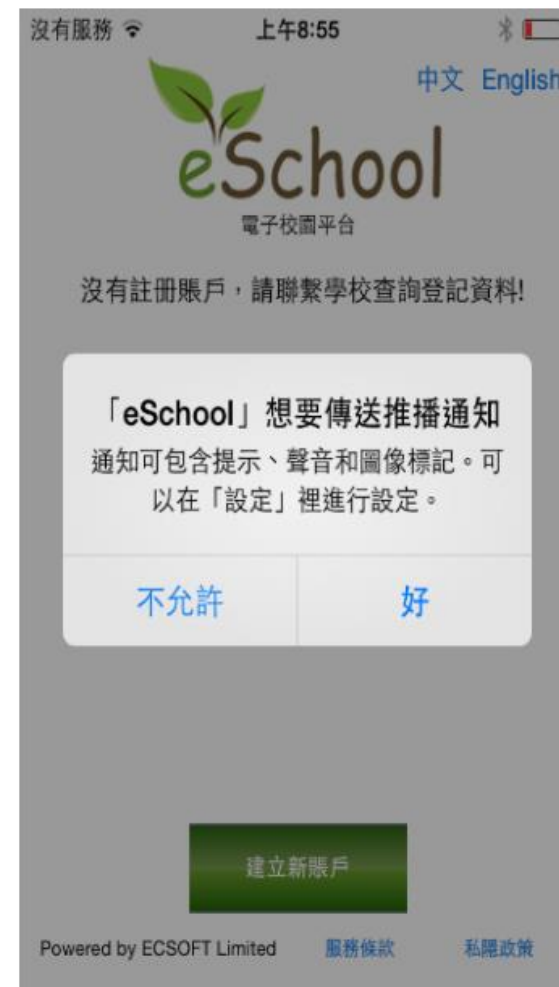 沒有服務 上午8:55
中文 English
eSchool
電子校園平台
沒有註冊賬戶，請聯繫學校查詢登記資料!
「eSchool」想要傳送推播通知
通知可包含提示、聲音和圖像標記。可
以在「設定」裡進行設定。
不允許 好
建立新賬戶
Powered by ECSOFT Limited 服務條款 私隱政策